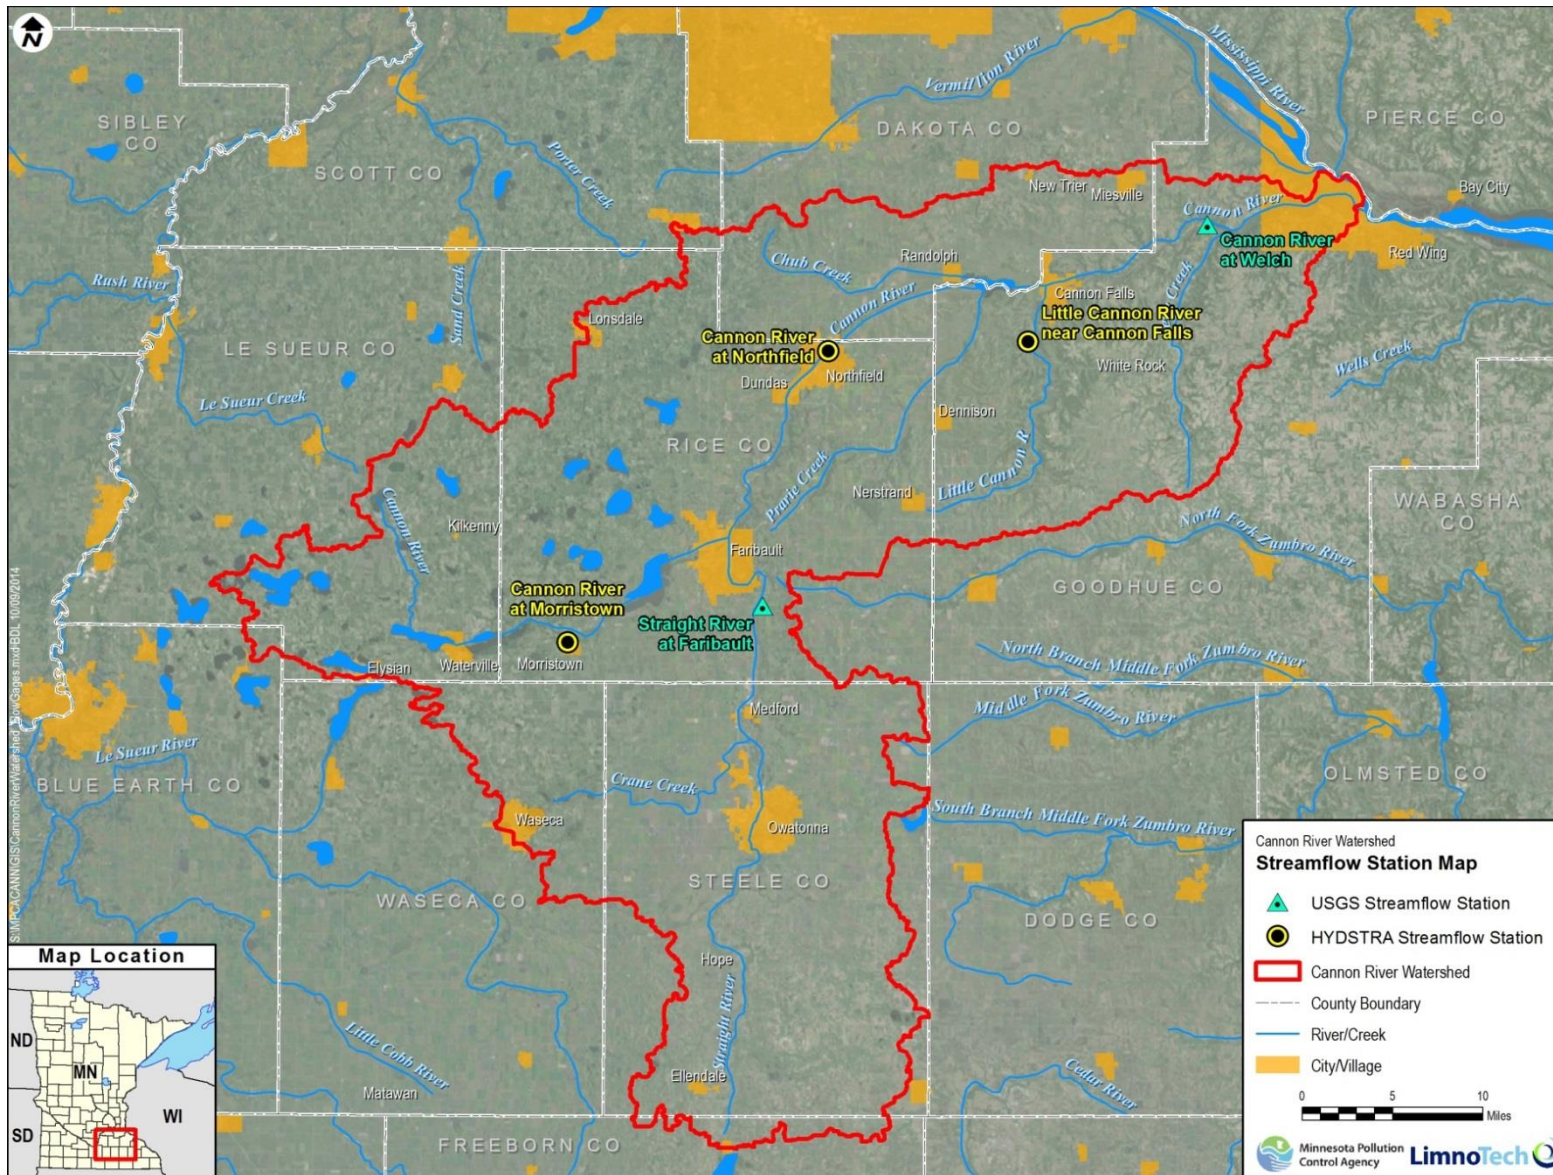 N
Mississippi River
Vermillion River
PIERCE CO
SIBLEY
CO
DAKOTA CO
SCOTT CO
Porter Creek
New Trier
Miesville
Bay City
Cannon River
Cannon River
at Welch
Red Wing
Chub Creek
Randolph
Rush River
Sand Creek
Cannon River
Cannon Falls
Lonsdale
Little Cannon River
near Cannon Falls
Creek
Cannon River
at Northfield
LE SUEUR CO
Wells Creek
White Rock
Dundas
Northfield
Le Sueur Creek
Dennison
RICE CO
Prarie Creek
Little Cannon R
Nerstrand
WABASHA
CO
Cannon River
Kilkenny
North Fork Zumbro River
Faribault
GOODHUE CO
Cannon River
at Morristown
Straight River
at Faribault
Elysian
Waterville
Morristown
North Branch Middle Fork Zumbro River
Medford
Middle Fork Zumbro River
Le Sueur River
BLUE EARTH CO
Crane Creek
OLMSTED CO
Waseca
Owatonna
South Branch Middle Fork Zumbro River
STEELE CO
WASECA CO
DODGE CO
Hope
Straight River
Little Cobb River
Ellendale
Matawan
Cedar River
FREEBORN CO
Cannon River Watershed
Streamflow Station Map
USGS Streamflow Station
HYDSTRA Streamflow Station
Cannon River Watershed
County Boundary
River/Creek
City/Village
0 5 10
Miles
Minnesota Pollution
Control Agency
LimnoTech
Map Location
ND
MN
WI
SD